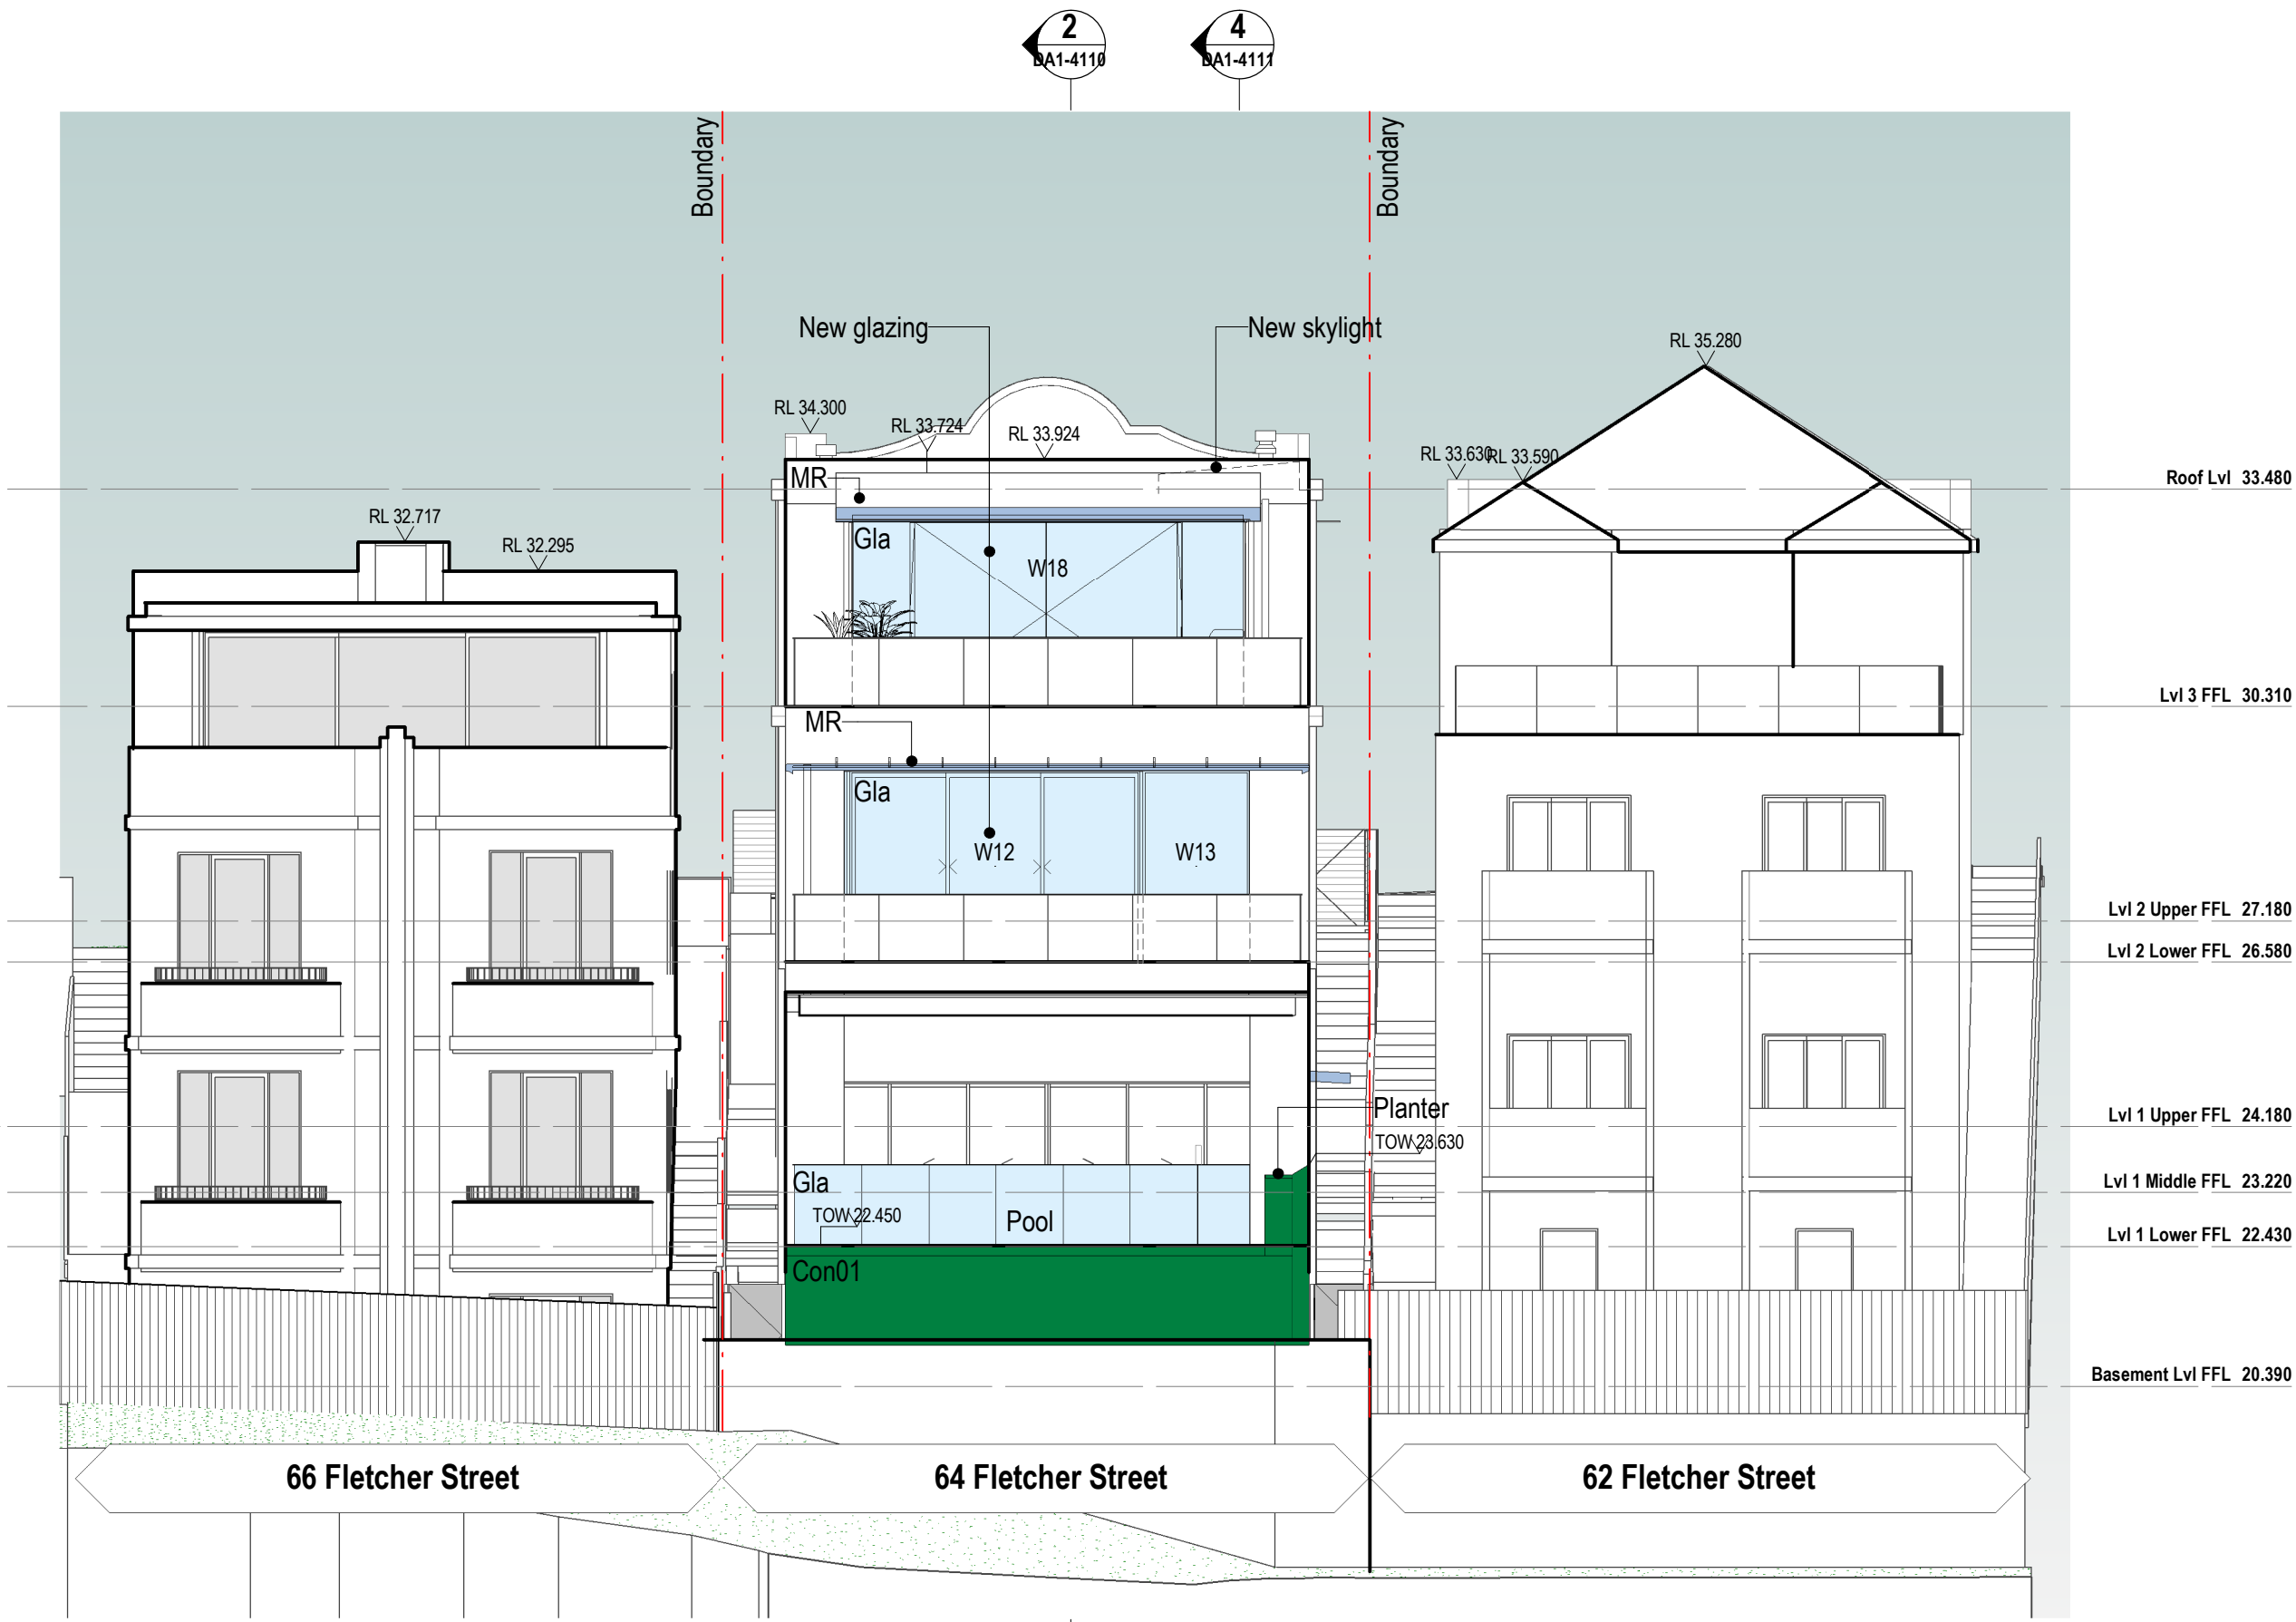 2
DA1-4110
4
DA1-4111
Boundary
Boundary
New glazing
New skylight
RL 35.280
RL 34.300
RL 33.724
RL 33.924
RL 33.630
RL 33.590
MR
Roof Lvl 33.480
RL 32.717
RL 32.295
Gla
W18
Lvl 3 FFL 30.310
MR
Gla
W12
W13
Lvl 2 Upper FFL 27.180
Lvl 2 Lower FFL 26.580
Planter
Lvl 1 Upper FFL 24.180
TOW 23.630
Gla
Lvl 1 Middle FFL 23.220
TOW 22.450
Pool
Lvl 1 Lower FFL 22.430
Con01
Basement Lvl FFL 20.390
66 Fletcher Street
64 Fletcher Street
62 Fletcher Street